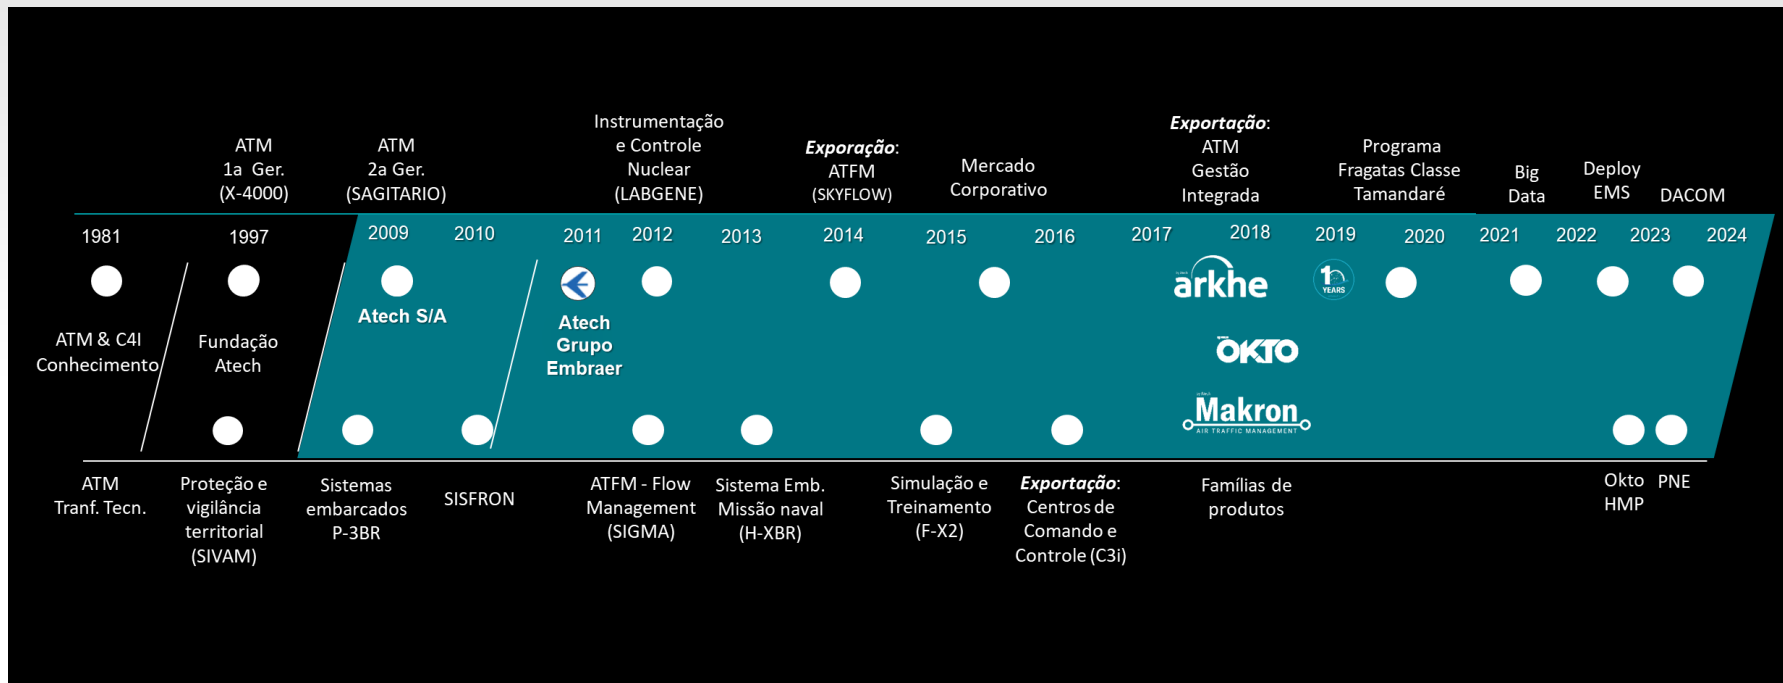 ATM
1a Ger.
(X-4000)
ATM
2a Ger.
(SAGITARIO)
Instrumentação
e Controle
Nuclear
(LABGENE)
Exporação:
ATFM
(SKYFLOW)
Mercado
Corporativo
Exportação:
ATM
Gestão
Integrada
Programa
Fragatas Classe
Tamandaré
Big
Data
Deploy
EMS
DACOM
1981
1997
2009
2010
2011
2012
2013
2014
2015
2016
2017
2018
2019
2020
2021
2022
2023
2024
ATM & C4I
Conhecimento
Fundação
Atech
Atech S/A
Atech
Grupo
Embraer
arkhe
10
YEARS
OKTO
Makron
AIR TRAFFIC MANAGEMENT
ATM
Tranf. Tecn.
Proteção e
vigilância
territorial
(SIVAM)
Sistemas
embarcados
P-3BR
SISFRON
ATFM - Flow
Management
(SIGMA)
Sistema Emb.
Missão naval
(H-XBR)
Simulação e
Treinamento
(F-X2)
Exportação:
Centros de
Comando e
Controle (C3i)
Famílias de
produtos
Okto
HMP
PNE